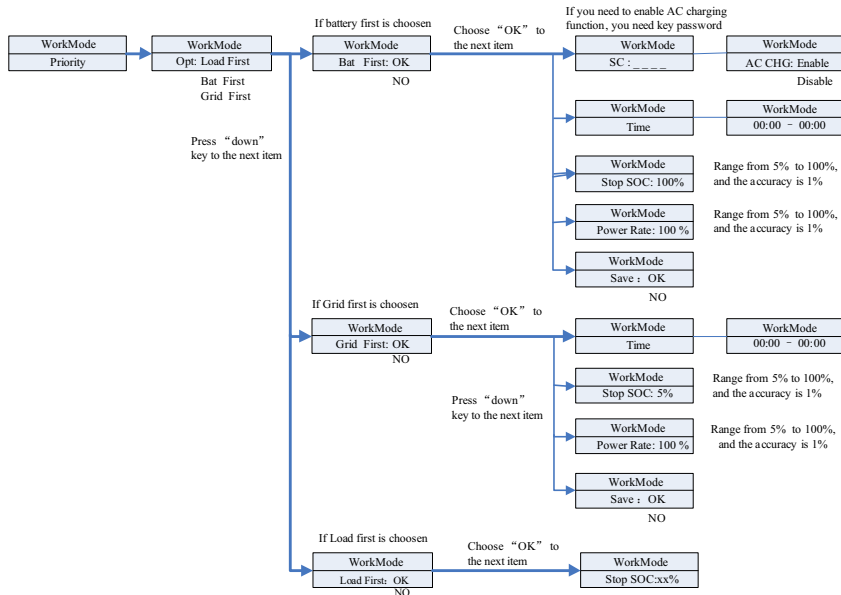 WorkMode
Priority
WorkMode
Opt: Load First
Bat First
Grid First
Press “down”
key to the next item
If battery first is choosen
WorkMode
Bat First: OK
NO
Choose “OK” to
the next item
If you need to enable AC charging
function, you need key password
WorkMode
SC : _ _ _ _
WorkMode
AC CHG: Enable
Disable
WorkMode
Time
WorkMode
00:00 - 00:00
WorkMode
Stop SOC: 100%
Range from 5% to 100%,
and the accuracy is 1%
WorkMode
Power Rate: 100 %
Range from 5% to 100%,
and the accuracy is 1%
WorkMode
Save : OK
NO
If Grid first is choosen
WorkMode
Grid First: OK
NO
Choose “OK” to
the next item
Press “down”
key to the next item
WorkMode
Time
WorkMode
00:00 - 00:00
WorkMode
Stop SOC: 5%
Range from 5% to 100%,
and the accuracy is 1%
WorkMode
Power Rate: 100 %
Range from 5% to 100%,
and the accuracy is 1%
WorkMode
Save : OK
NO
If Load first is choosen
WorkMode
Load First: OK
NO
Choose “OK” to
the next item
WorkMode
Stop SOC:xx%